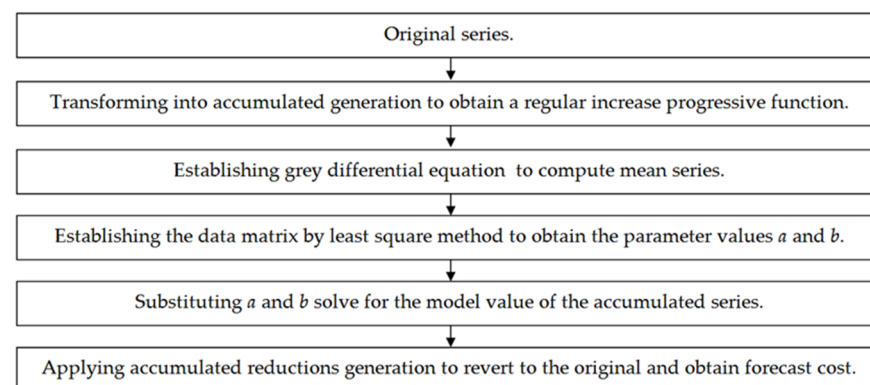 Original series.
Transforming into accumulated generation to obtain a regular increase progressive function.
Establishing grey differential equation to compute mean series.
Establishing the data matrix by least square method to obtain the parameter values a and b.
Substituting a and b solve for the model value of the accumulated series.
Applying accumulated reductions generation to revert to the original and obtain forecast cost.